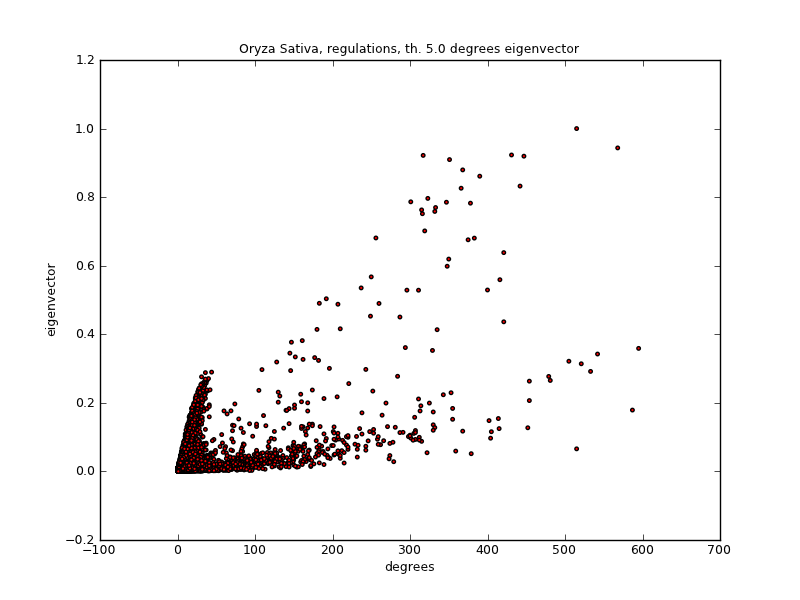 Oryza Sativa, regulations, th. 5.0 degrees eigenvector
1.2
1.0
0.8
0.6
0.4
0.2
0.0
−0.2
eigenvector
−100 0 100 200 300 400 500 600 700
degrees